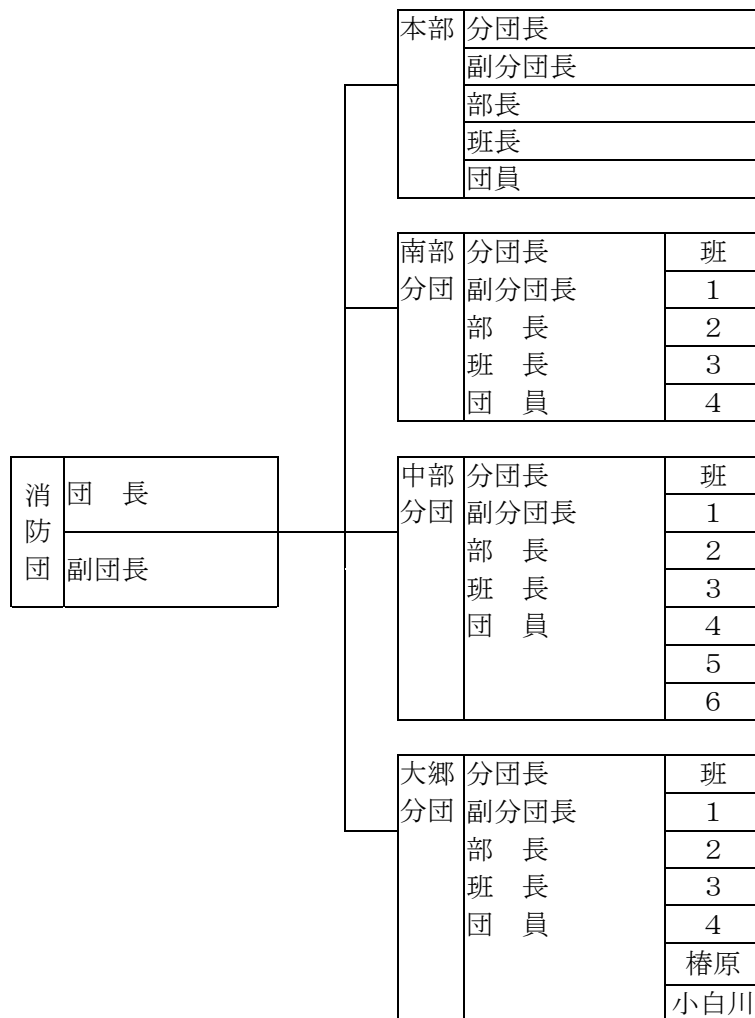 本部 分団長
副分団長
部長
班長
団員
南部 分団長 班
分団 副分団長 1
部　長 2
班　長 3
団　員 4
消防団
団　長
副団長
中部 分団長 班
分団 副分団長 1
部　長 2
班　長 3
団　員 4
5
6
大郷 分団長 班
分団 副分団長 1
部　長 2
班　長 3
団　員 4
椿原
小白川